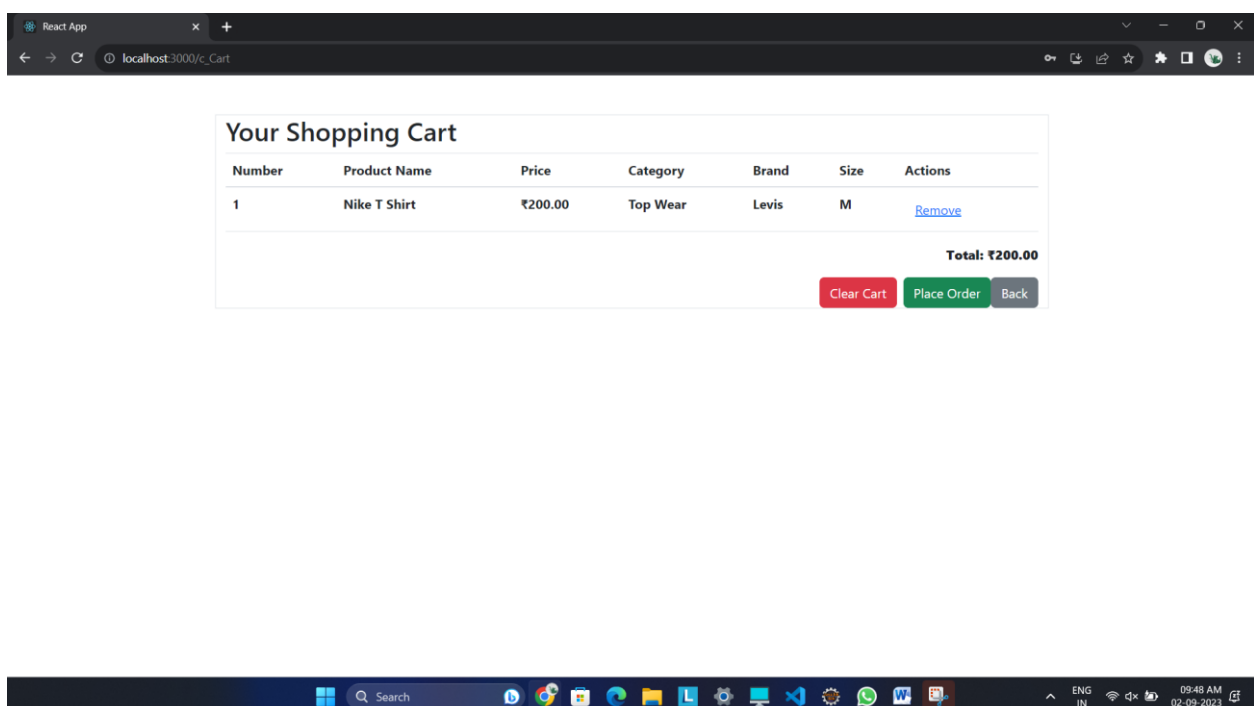 React App
localhost:3000/c_Cart
Your Shopping Cart
Number Product Name Price Category Brand Size Actions
1 Nike T Shirt ₹200.00 Top Wear Levis M Remove
Total: ₹200.00
Clear Cart Place Order Back
Search
ENG
IN
09:48 AM
02-09-2023